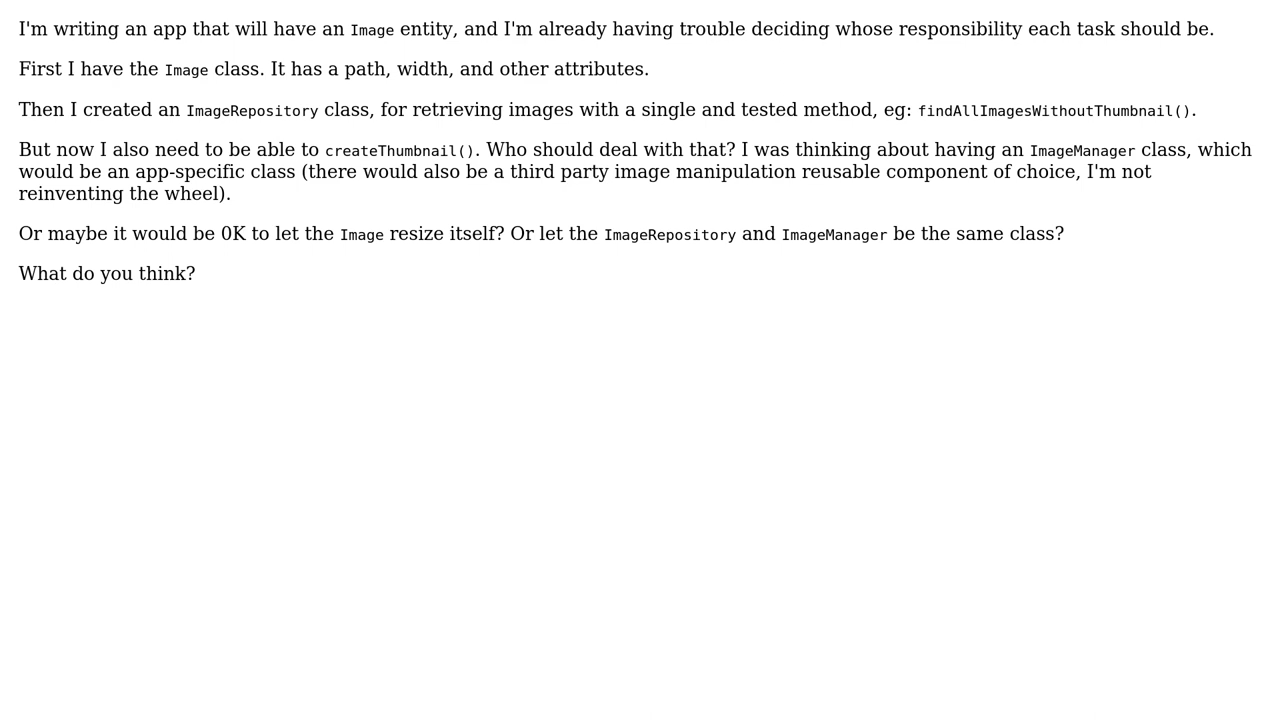 I'm writing an app that will have an Image entity, and I'm already having trouble deciding whose responsibility each task should be.
First I have the Image class. It has a path, width, and other attributes.
Then I created an ImageRepository class, for retrieving images with a single and tested method, eg: findAllImagesWithoutThumbnail().
But now I also need to be able to createThumbnail(). Who should deal with that? I was thinking about having an ImageManager class, which
would be an app-specific class (there would also be a third party image manipulation reusable component of choice, I'm not
reinventing the wheel).
Or maybe it would be 0K to let the Image resize itself? Or let the ImageRepository and ImageManager be the same class?
What do you think?